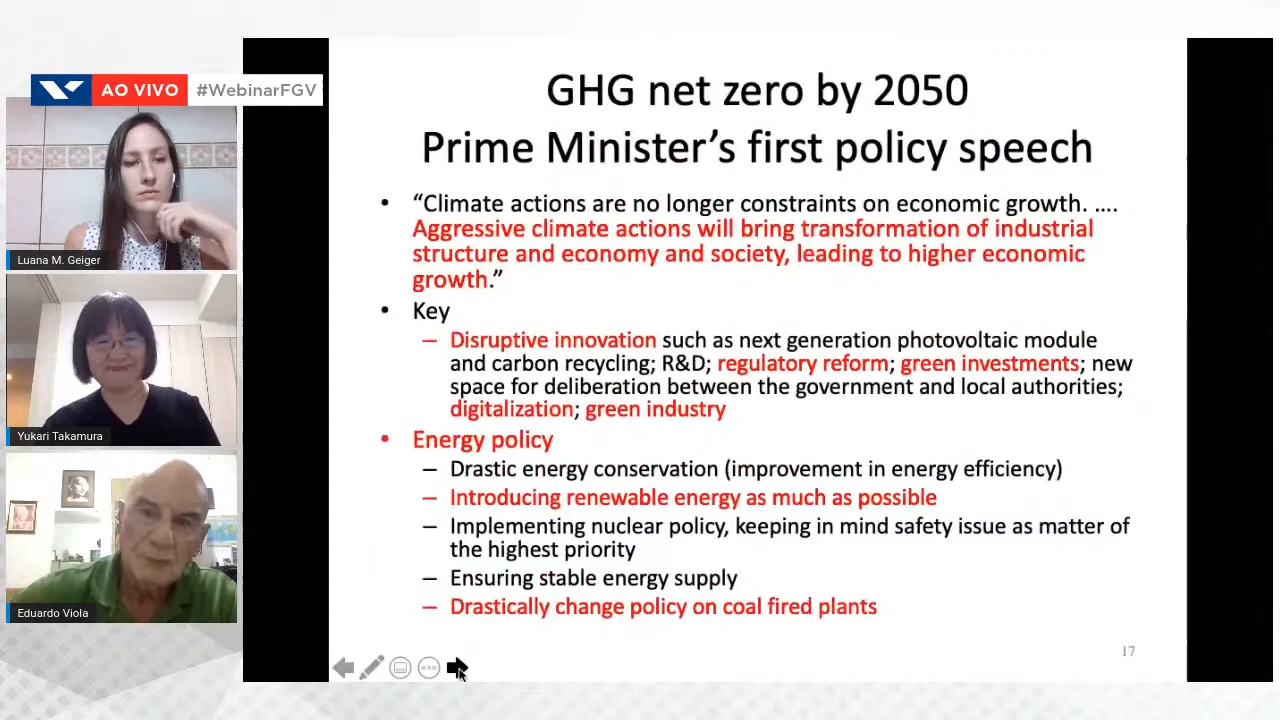 AO VIVO #WebinarFGV
Luana M. Geiger
Yukari Takamura
Eduardo Viola
GHG net zero by 2050
Prime Minister’s first policy speech
• “Climate actions are no longer constraints on economic growth. ….
Aggressive climate actions will bring transformation of industrial
structure and economy and society, leading to higher economic
growth.”
• Key
– Disruptive innovation such as next generation photovoltaic module
and carbon recycling; R&D; regulatory reform; green investments; new
space for deliberation between the government and local authorities;
digitalization; green industry
• Energy policy
– Drastic energy conservation (improvement in energy efficiency)
– Introducing renewable energy as much as possible
– Implementing nuclear policy, keeping in mind safety issue as matter of
the highest priority
– Ensuring stable energy supply
– Drastically change policy on coal fired plants
17